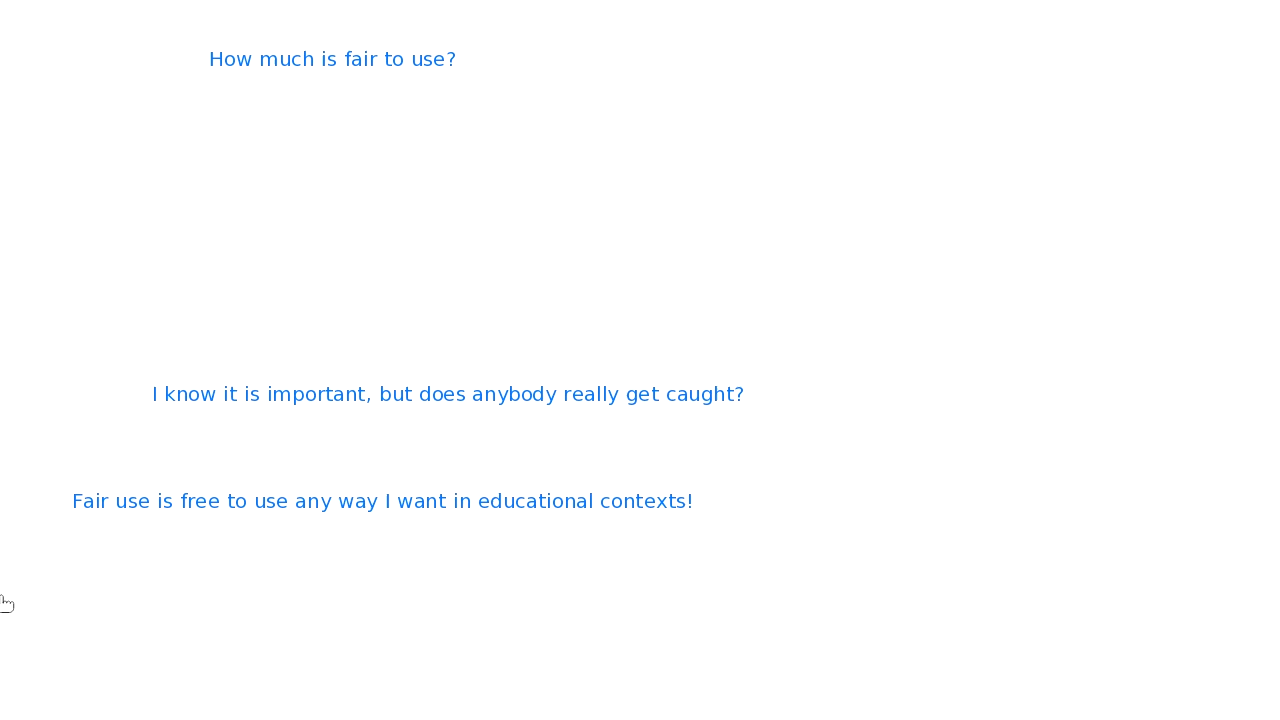 How much is fair to use?
I know it is important, but does anybody really get caught?
Fair use is free to use any way I want in educational contexts!